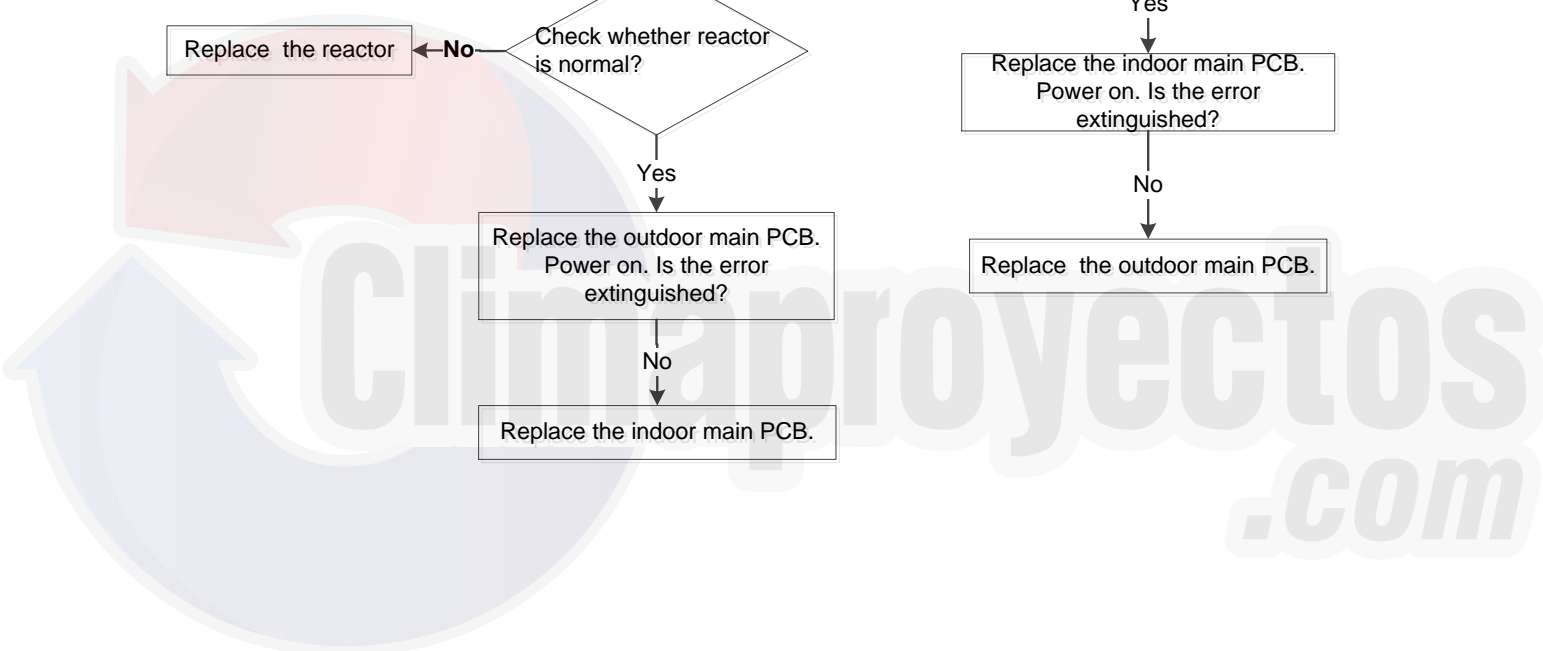 Replace the reactor
No
Check whether reactor
is normal?
Yes
Replace the outdoor main PCB.
Power on. Is the error
extinguished?
No
Replace the indoor main PCB.
Yes
Replace the indoor main PCB.
Power on. Is the error
extinguished?
No
Replace the outdoor main PCB.
Climaproyectos
.com